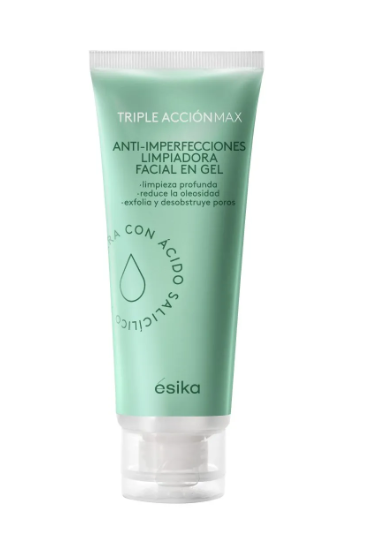 TRIPLE ACCIÓNMAX
ANTI-IMPERFECCIONES
LIMPIADORA
FACIAL EN GEL
·limpieza profunda
·reduce la oleosidad
·exfolia y desobstruye poros
CON ÁCIDO SALICÍLICO
ésika